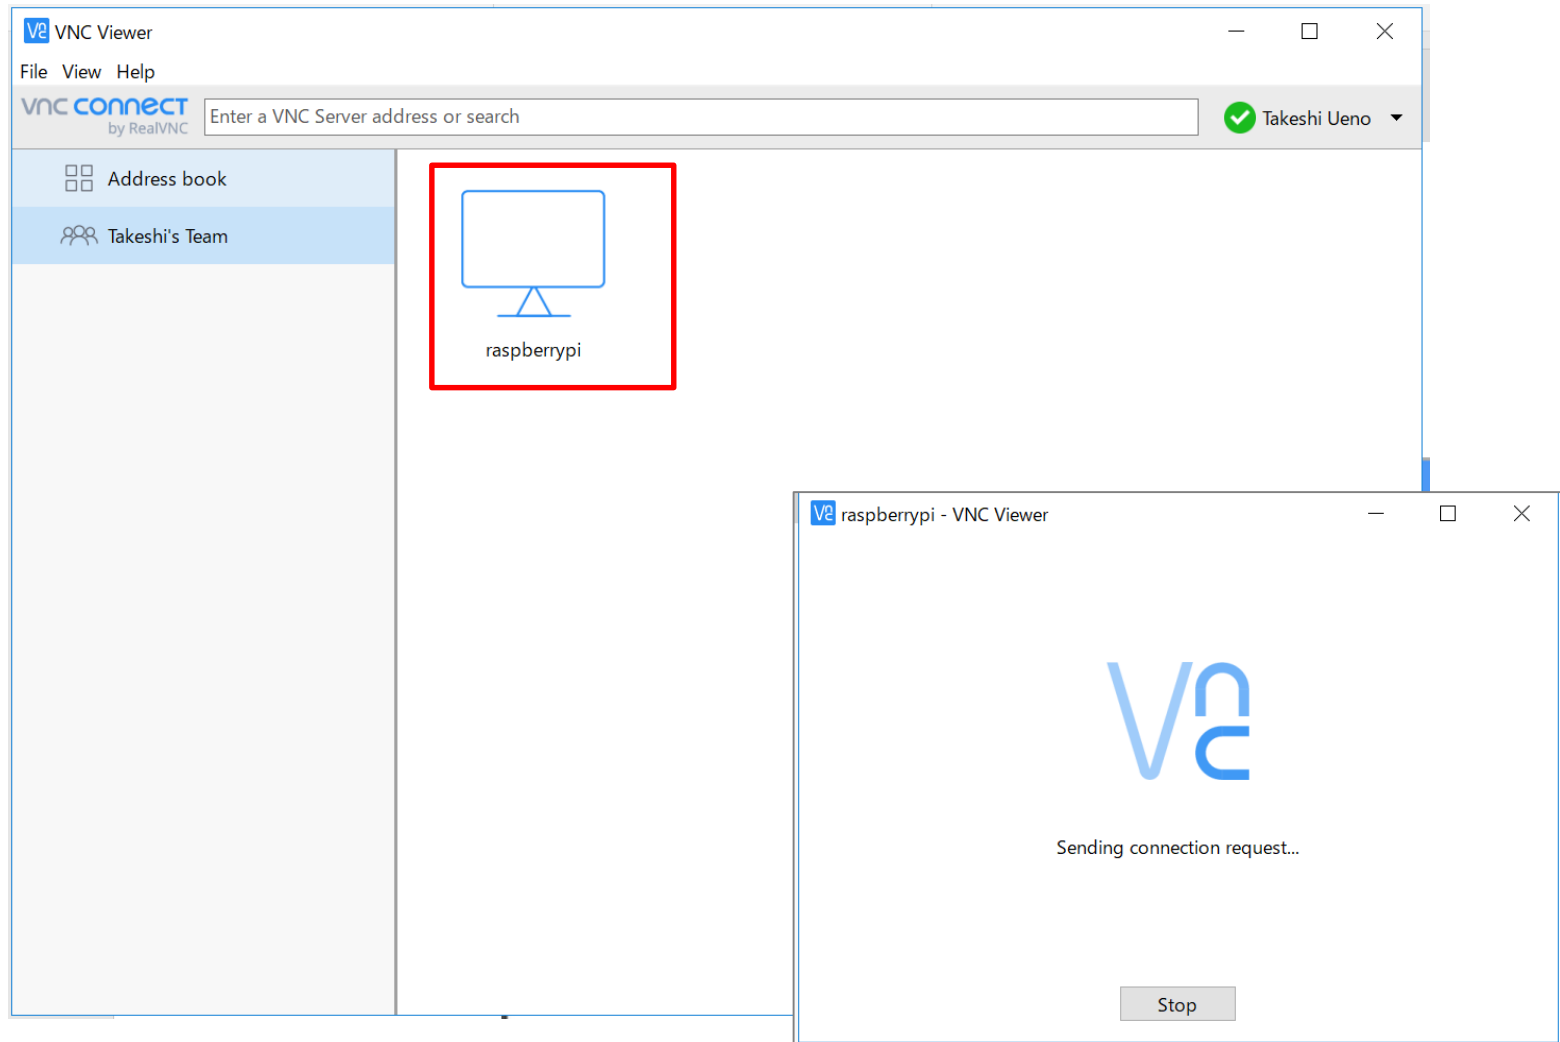 VNC Viewer
File View Help
vnc connect
by RealVNC
Enter a VNC Server address or search
Takeshi Ueno
Address book
Takeshi's Team
raspberrypi
raspberrypi - VNC Viewer
Vnc
Sending connection request...
Stop